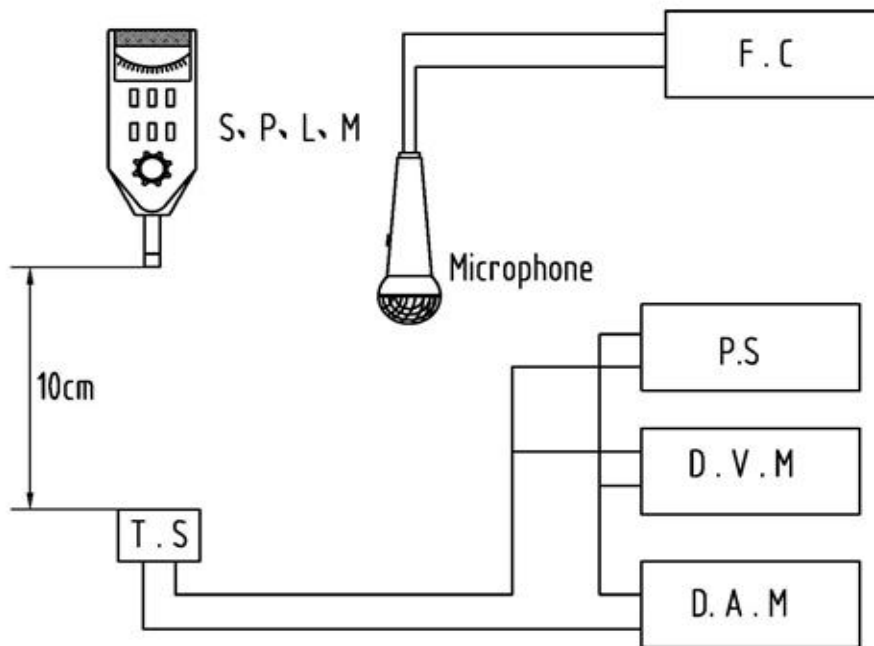 F.C
S、P、L、M
Microphone
P.S
10cm
D.V.M
T.S
D.A.M